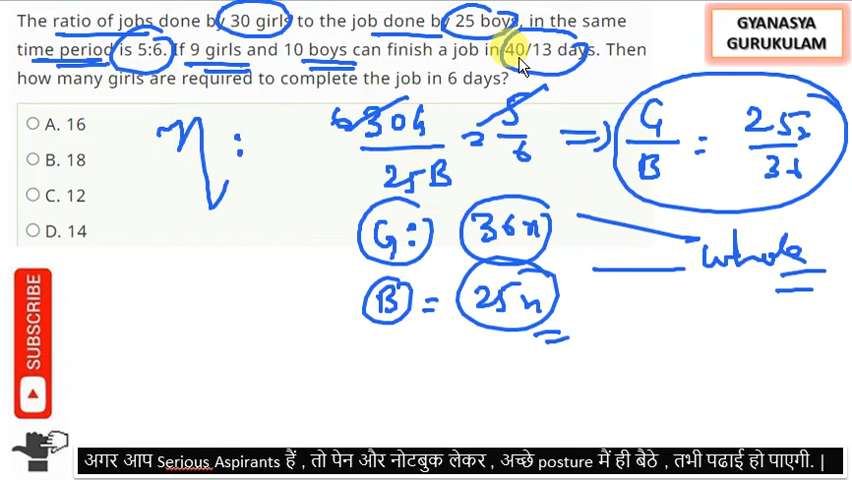 The ratio of jobs done by 30 girls to the job done by 25 boys, in the same
time period is 5:6. If 9 girls and 10 boys can finish a job in 40/13 days. Then
how many girls are required to complete the job in 6 days?
GYANASYA
GURUKULAM
A. 16
B. 18
C. 12
D. 14
η :
30G/25B = 5/6 ⇒ G/B = 25x/36
6
G: 36x
whole
B = 25x
SUBSCRIBE
अगर आप Serious Aspirants हैं , तो पेन और नोटबुक लेकर , अच्छे posture मैं ही बैठे , तभी पढाई हो पाएगी. |